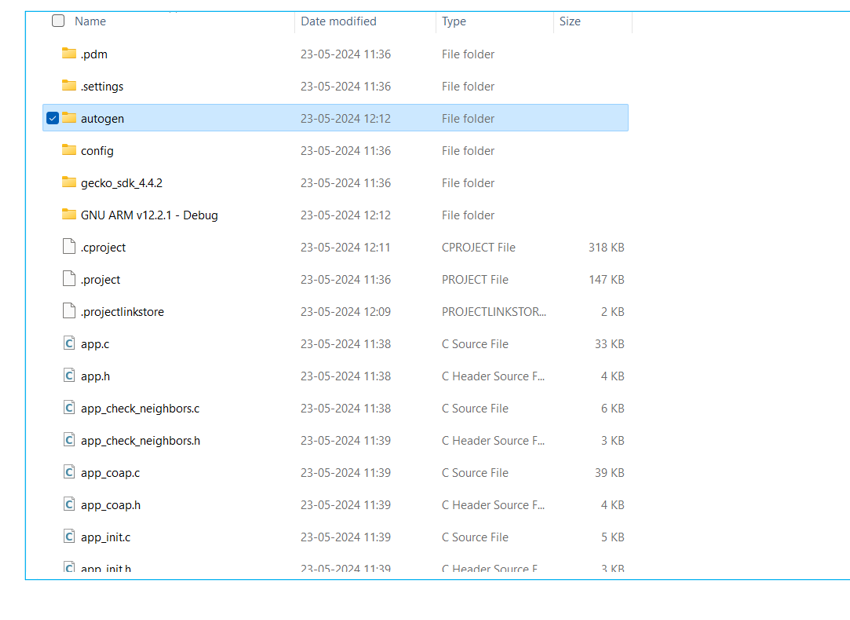 Name Date modified Type Size
.pdm 23-05-2024 11:36 File folder
.settings 23-05-2024 11:36 File folder
autogen 23-05-2024 12:12 File folder
config 23-05-2024 11:36 File folder
gecko_sdk_4.4.2 23-05-2024 11:36 File folder
GNU ARM v12.2.1 - Debug 23-05-2024 12:12 File folder
.cproject 23-05-2024 12:11 CPROJECT File 318 KB
.project 23-05-2024 11:36 PROJECT File 147 KB
.projectlinkstore 23-05-2024 12:09 PROJECTLINKSTOR... 2 KB
app.c 23-05-2024 11:38 C Source File 33 KB
app.h 23-05-2024 11:38 C Header Source F... 4 KB
app_check_neighbors.c 23-05-2024 11:38 C Source File 6 KB
app_check_neighbors.h 23-05-2024 11:39 C Header Source F... 3 KB
app_coap.c 23-05-2024 11:39 C Source File 39 KB
app_coap.h 23-05-2024 11:39 C Header Source F... 4 KB
app_init.c 23-05-2024 11:39 C Source File 5 KB
app_init.h 23-05-2024 11:39 C Header Source F... 3 KB